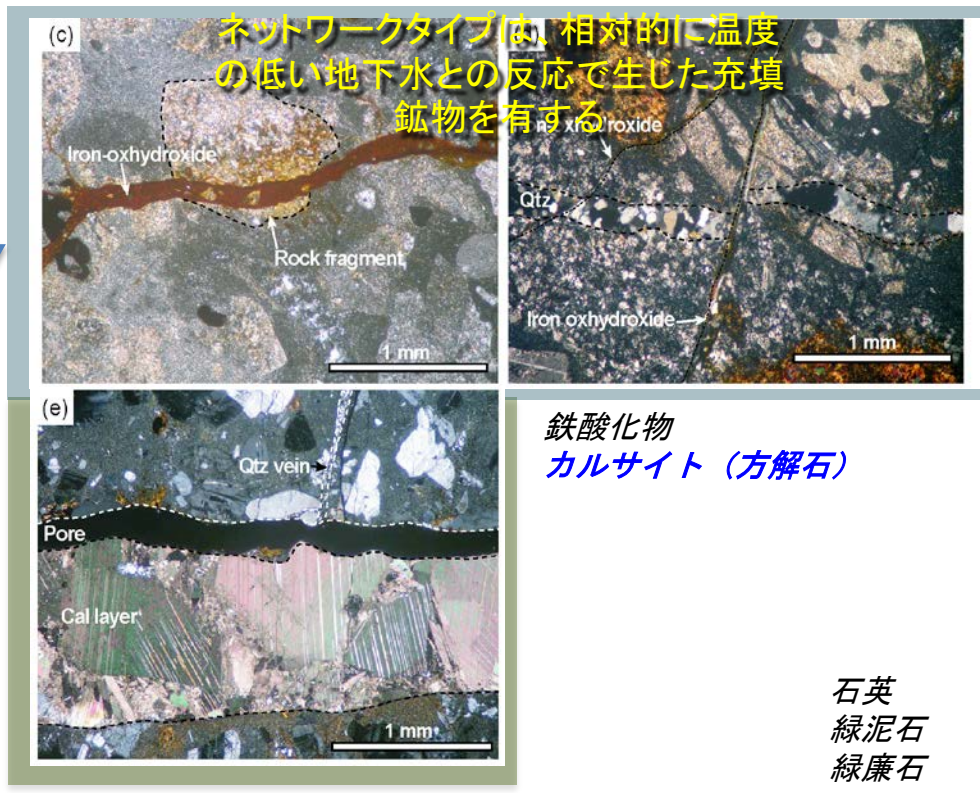 ネットワークタイプは、相対的に温度
の低い地下水との反応で生じた充填
鉱物を有する
(c)
Iron-oxhydroxide
Rock fragment
1 mm
Qtz
Iron oxhydroxide
1 mm
(e)
Qtz vein
Pore
Cal layer
1 mm
鉄酸化物
カルサイト（方解石）
石英
緑泥石
緑廉石